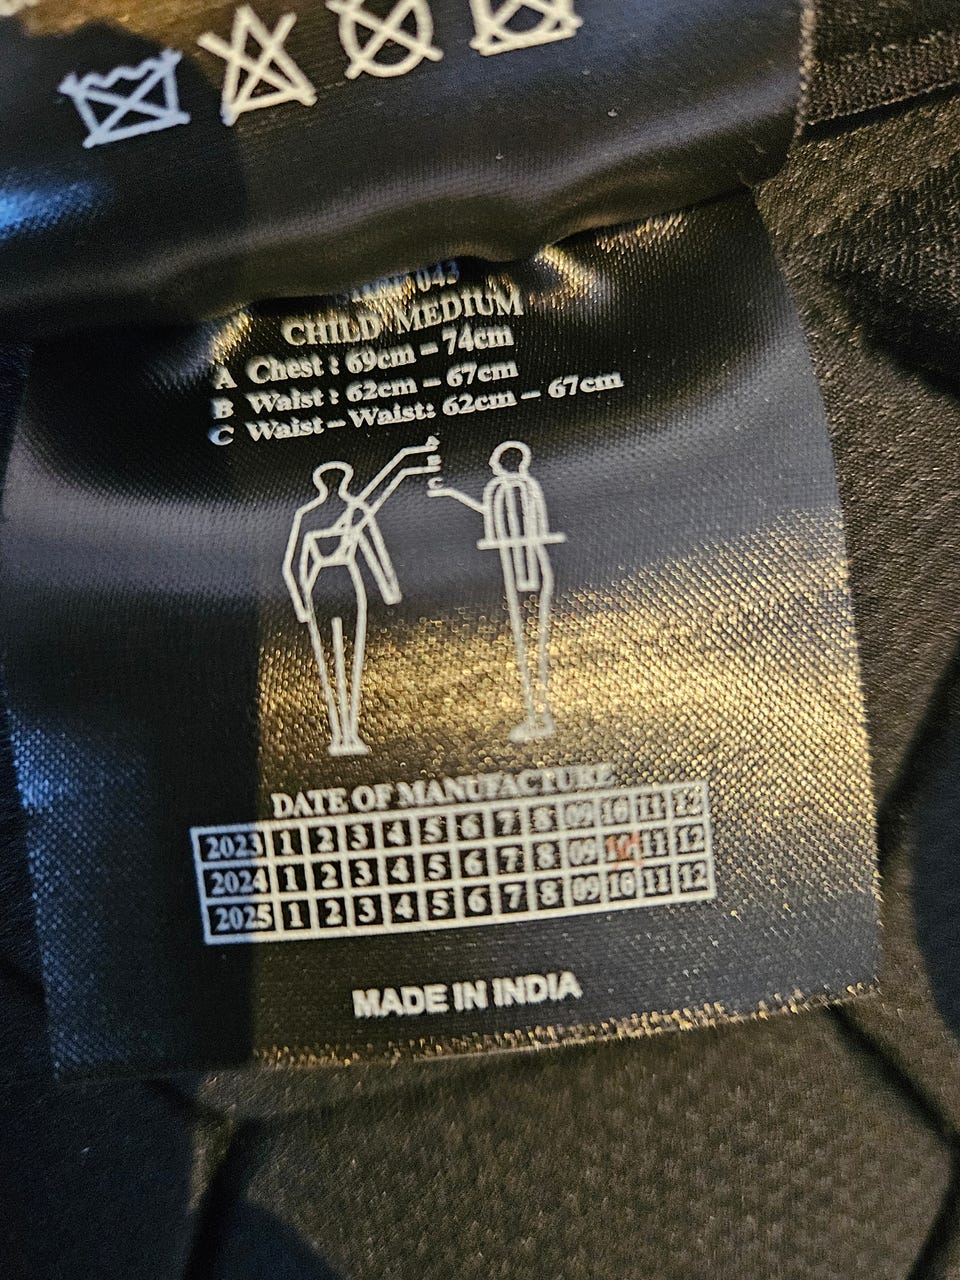 043
CHILD MEDIUM
A Chest : 69cm – 74cm
B Waist : 62cm – 67cm
C Waist – Waist: 62cm – 67cm
A
B
C
DATE OF MANUFACTURE
2023 1 2 3 4 5 6 7 8 09 10 11 12
2024 1 2 3 4 5 6 7 8 09 10 11 12
2025 1 2 3 4 5 6 7 8 09 10 11 12
MADE IN INDIA